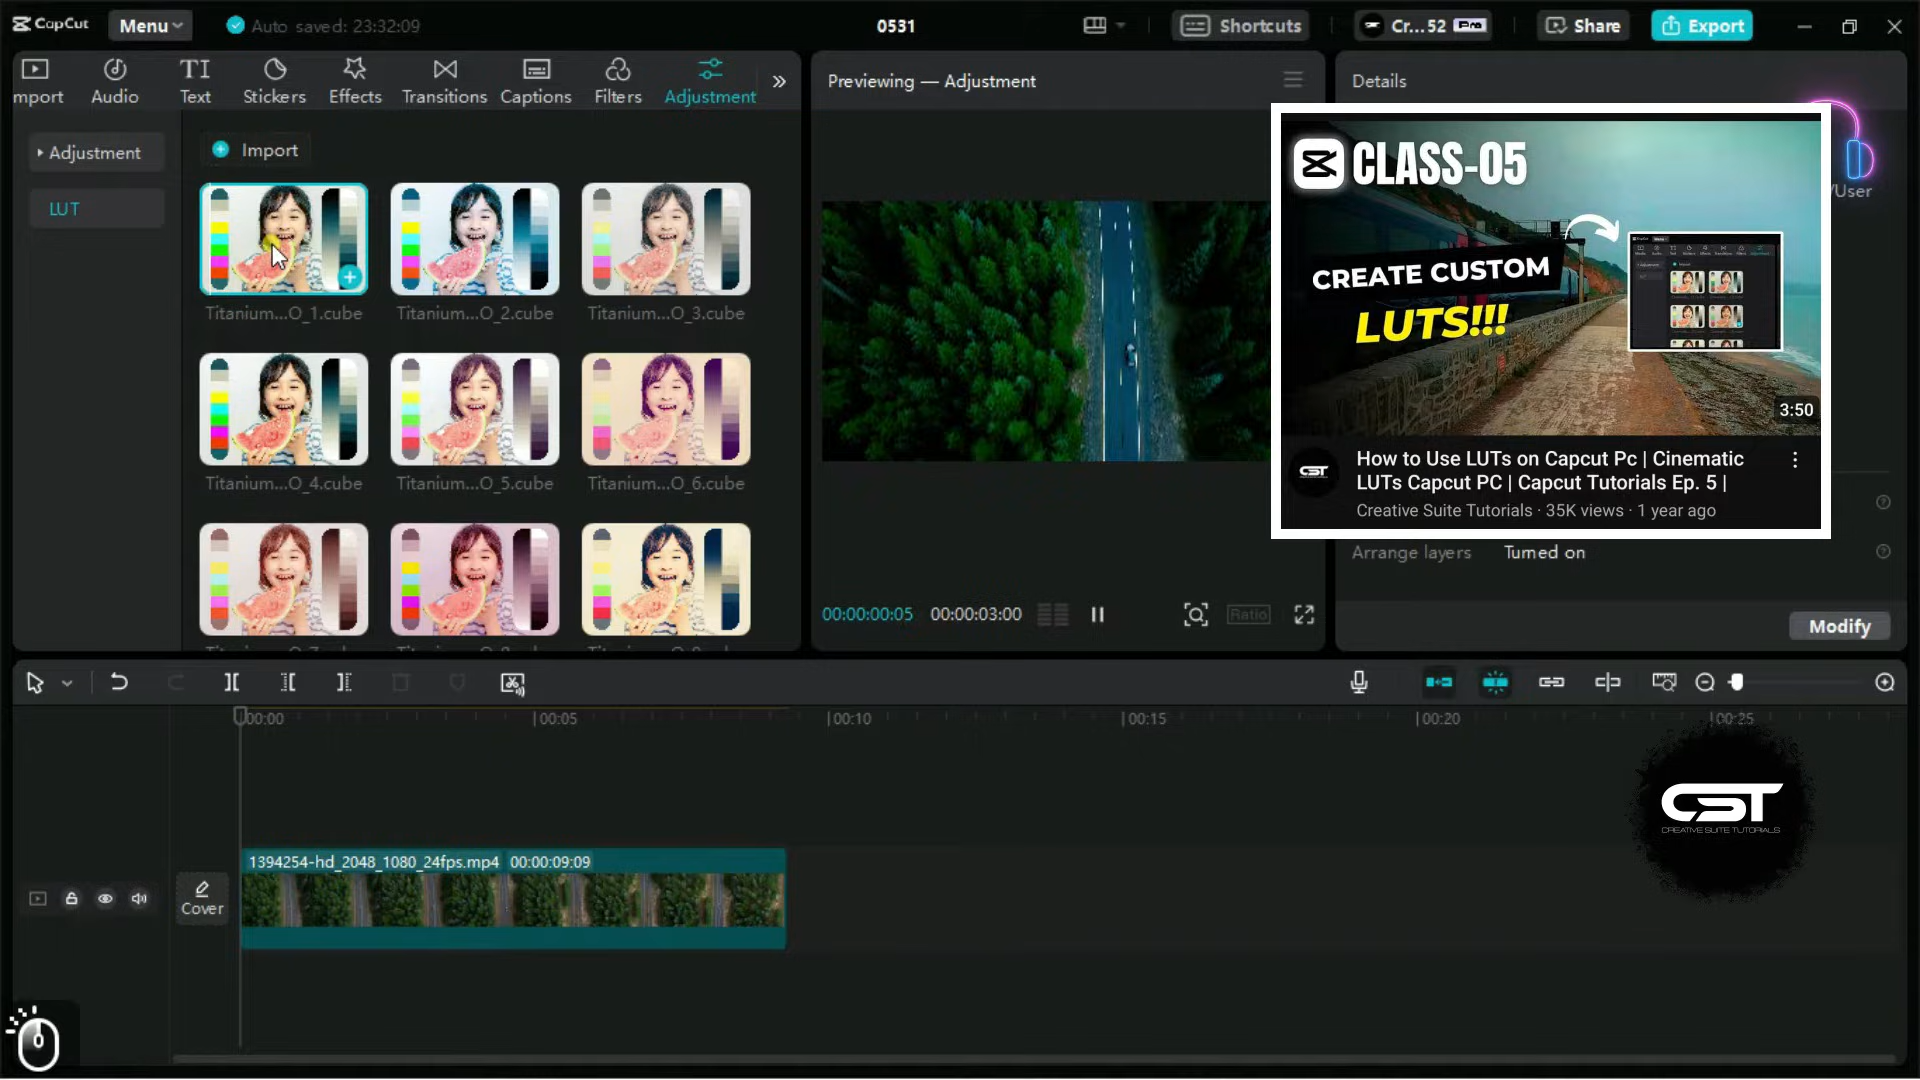 CapCut
Menu
Auto saved: 23:32:09
0531
Shortcuts
Cr...52 Pro
Share
Export
mport
Audio
Text
Stickers
Effects
Transitions
Captions
Filters
Adjustment
Previewing — Adjustment
Details
Adjustment
LUT
Import
Titanium...O_1.cube
Titanium...O_2.cube
Titanium...O_3.cube
Titanium...O_4.cube
Titanium...O_5.cube
Titanium...O_6.cube
/User
CLASS-05
CREATE CUSTOM
LUTS!!!
3:50
CST
How to Use LUTs on Capcut Pc | Cinematic
LUTs Capcut PC | Capcut Tutorials Ep. 5 |
Creative Suite Tutorials · 35K views · 1 year ago
Arrange layers Turned on
00:00:00:05 00:00:03:00
Ratio
Modify
00:00
00:05
00:10
00:15
00:20
00:25
1394254-hd_2048_1080_24fps.mp4 00:00:09:09
Cover
CST
CREATIVE SUITE TUTORIALS